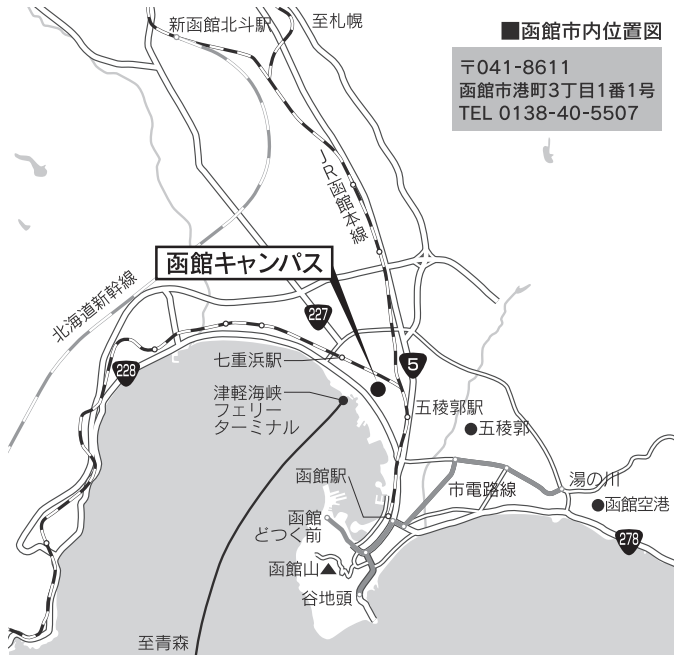 新函館北斗駅
至札幌
■函館市内位置図
〒041-8611
函館市港町3丁目1番1号
TEL 0138-40-5507
JR函館本線
函館キャンパス
北海道新幹線
227
228
七重浜駅
5
津軽海峡
フェリー
ターミナル
五稜郭駅
五稜郭
函館駅
市電路線
湯の川
函館空港
函館
どつく前
278
函館山
谷地頭
至青森